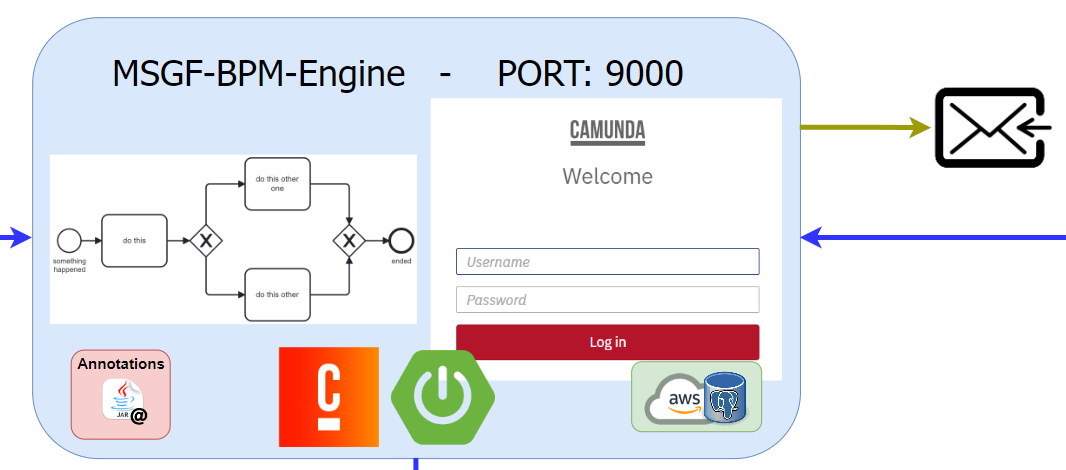 MSGF-BPM-Engine - PORT: 9000
CAMUNDA
Welcome
do this other
one
X
do this
X
something
happened
ended
do this other
Username
Password
Log in
Annotations
JAR @
C
aws